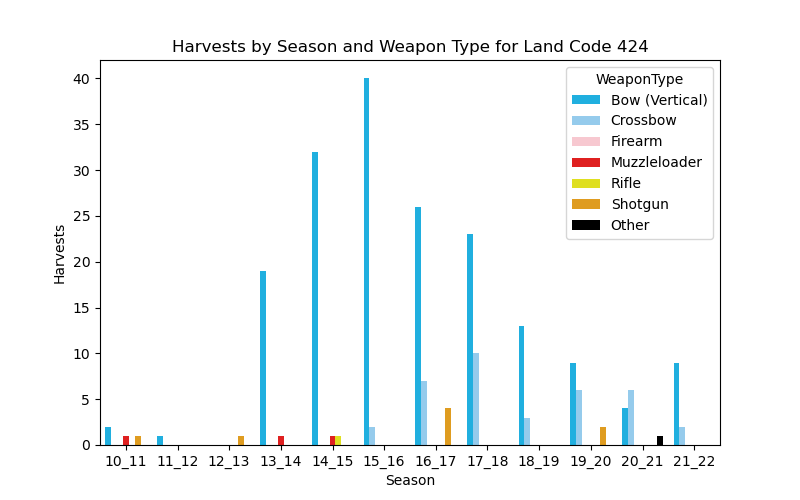 Harvests by Season and Weapon Type for Land Code 424
WeaponType
Bow (Vertical)
Crossbow
Firearm
Muzzleloader
Rifle
Shotgun
Other
Harvests
40
35
30
25
20
15
10
5
0
10_11 11_12 12_13 13_14 14_15 15_16 16_17 17_18 18_19 19_20 20_21 21_22
Season